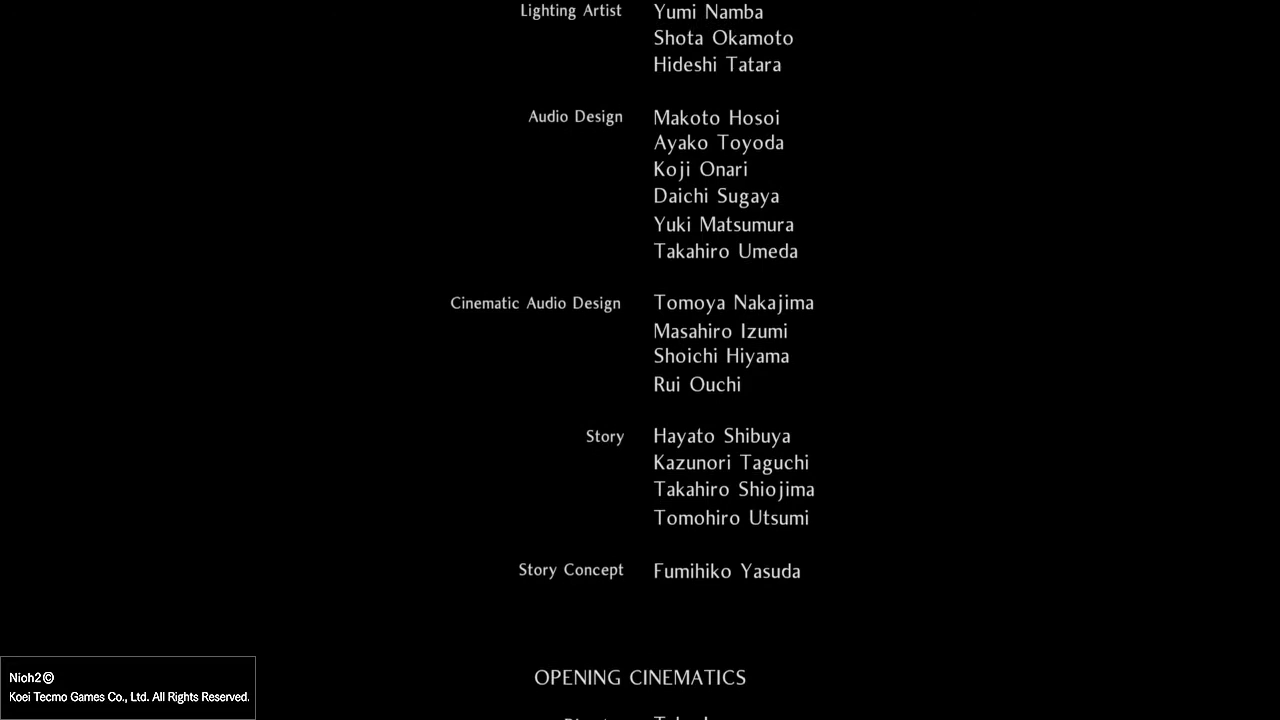 Lighting Artist Yumi Namba
Shota Okamoto
Hideshi Tatara
Audio Design Makoto Hosoi
Ayako Toyoda
Koji Onari
Daichi Sugaya
Yuki Matsumura
Takahiro Umeda
Cinematic Audio Design Tomoya Nakajima
Masahiro Izumi
Shoichi Hiyama
Rui Ouchi
Story Hayato Shibuya
Kazunori Taguchi
Takahiro Shiojima
Tomohiro Utsumi
Story Concept Fumihiko Yasuda
OPENING CINEMATICS
Nioh2©
Koei Tecmo Games Co., Ltd. All Rights Reserved.